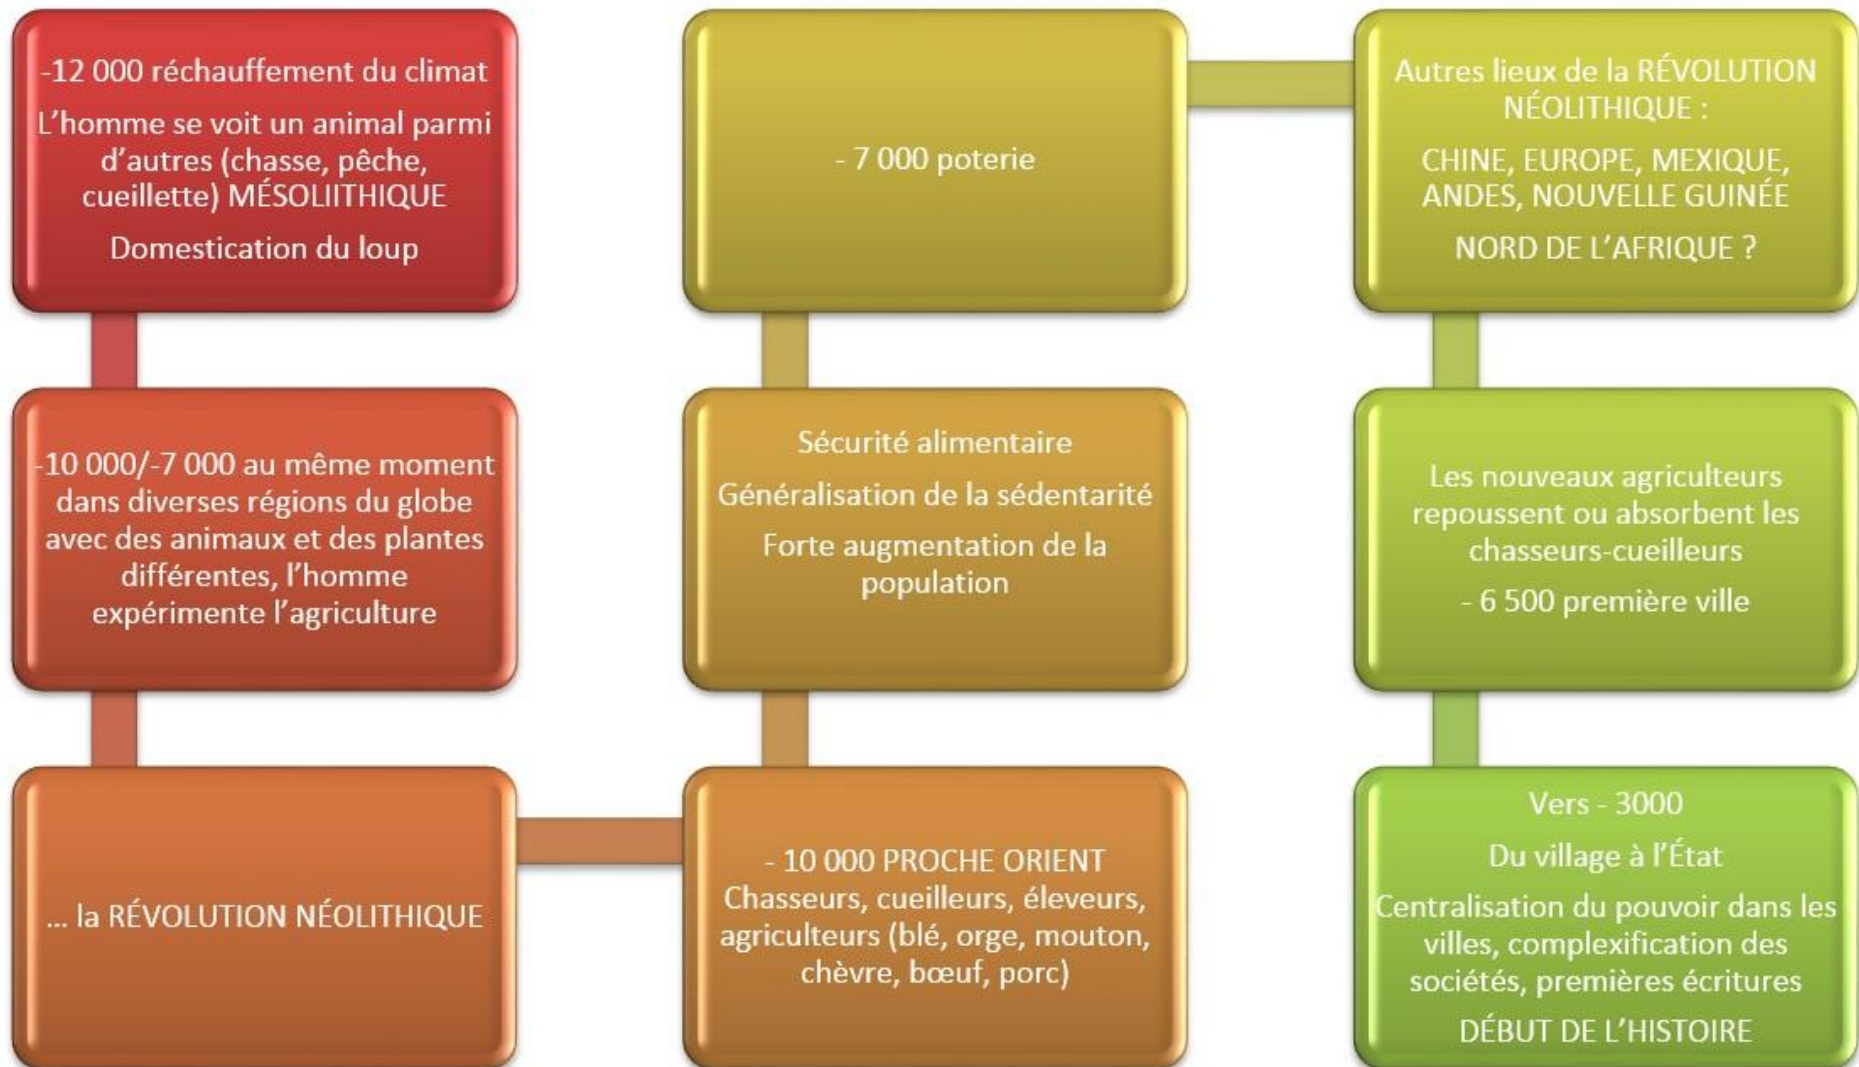 -12 000 réchauffement du climat
L'homme se voit un animal parmi
d'autres (chasse, pêche,
cueillette) MÉSOLIITHIQUE
Domestication du loup
-10 000/-7 000 au même moment
dans diverses régions du globe
avec des animaux et des plantes
différentes, l'homme
expérimente l'agriculture
... la RÉVOLUTION NÉOLITHIQUE
- 10 000 PROCHE ORIENT
Chasseurs, cueilleurs, éleveurs,
agriculteurs (blé, orge, mouton,
chèvre, bœuf, porc)
Sécurité alimentaire
Généralisation de la sédentarité
Forte augmentation de la
population
- 7 000 poterie
Autres lieux de la RÉVOLUTION
NÉOLITHIQUE :
CHINE, EUROPE, MEXIQUE,
ANDES, NOUVELLE GUINÉE
NORD DE L'AFRIQUE ?
Les nouveaux agriculteurs
repoussent ou absorbent les
chasseurs-cueilleurs
- 6 500 première ville
Vers - 3000
Du village à l'État
Centralisation du pouvoir dans les
villes, complexification des
sociétés, premières écritures
DÉBUT DE L'HISTOIRE